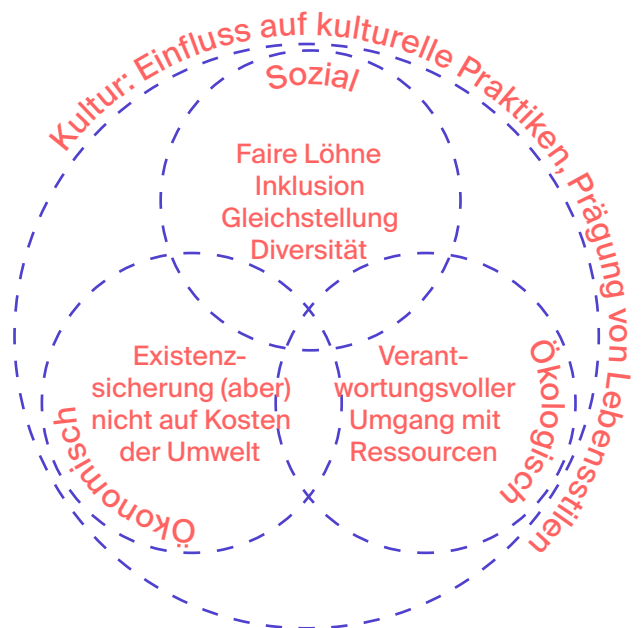 Kultur: Einfluss auf kulturelle Praktiken, Prägung von Lebensstilen
Sozial
Faire Löhne
Inklusion
Gleichstellung
Diversität
Existenz-
sicherung (aber)
nicht auf Kosten
der Umwelt
Ökonomisch
Verant-
wortungsvoller
Umgang mit
Ressourcen
Ökologisch